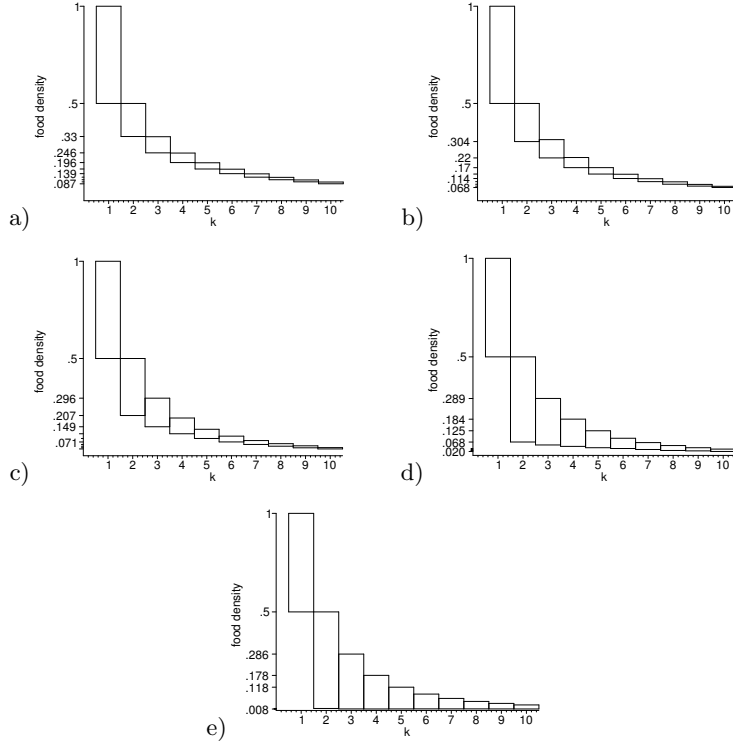 1
.5
.33
.246
.196
.139
.087
food density
1 2 3 4 5 6 7 8 9 10
k
a)
1
.5
.304
.22
.17
.114
.068
food density
1 2 3 4 5 6 7 8 9 10
k
b)
1
.5
.296
.207
.149
.071
food density
1 2 3 4 5 6 7 8 9 10
k
c)
1
.5
.289
.184
.125
.068
.020
food density
1 2 3 4 5 6 7 8 9 10
k
d)
1
.5
.286
.178
.118
.008
food density
1 2 3 4 5 6 7 8 9 10
k
e)